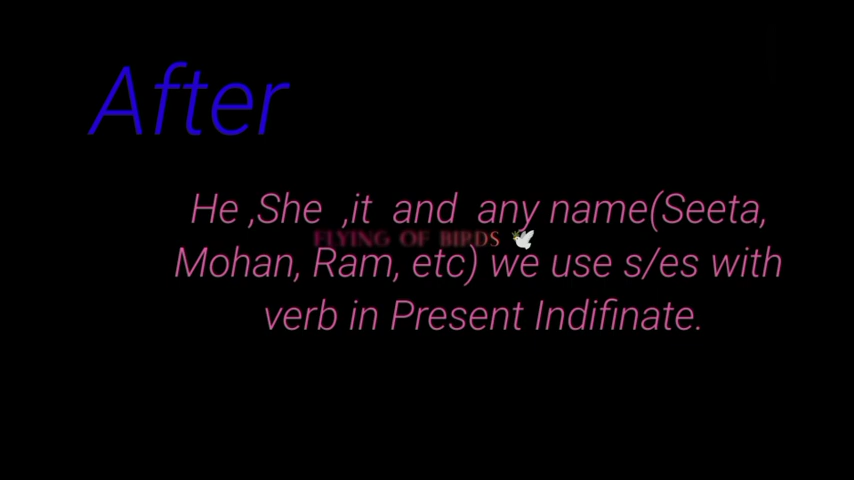 After
He ,She ,it and any name(Seeta,
FLYING OF BIRDS 🕊️
Mohan, Ram, etc) we use s/es with
verb in Present Indifinate.